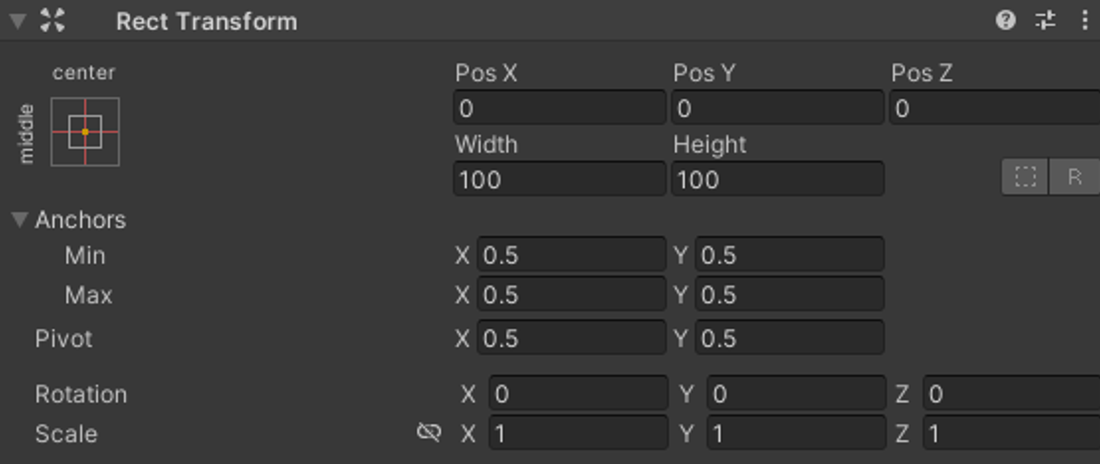 Rect Transform
center
middle
Pos X Pos Y Pos Z
0 0 0
Width Height
100 100
R
Anchors
Min X 0.5 Y 0.5
Max X 0.5 Y 0.5
Pivot X 0.5 Y 0.5
Rotation X 0 Y 0 Z 0
Scale X 1 Y 1 Z 1